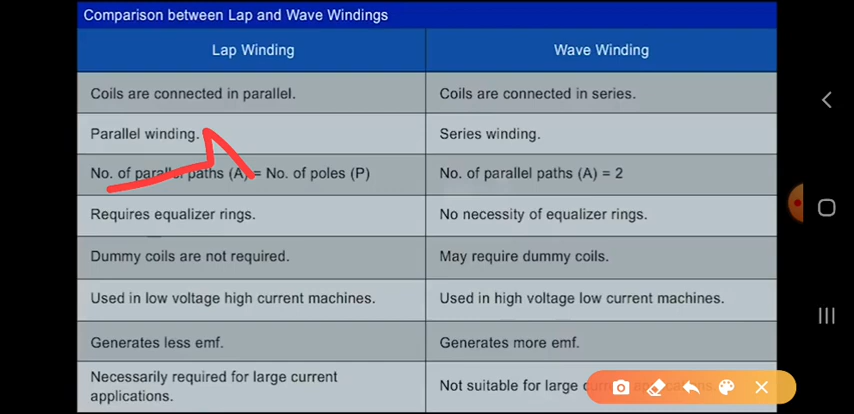 Comparison between Lap and Wave Windings
Lap Winding
Wave Winding
Coils are connected in parallel.
Coils are connected in series.
Parallel winding.
Series winding.
No. of parallel paths (A) = No. of poles (P)
No. of parallel paths (A) = 2
Requires equalizer rings.
No necessity of equalizer rings.
Dummy coils are not required.
May require dummy coils.
Used in low voltage high current machines.
Used in high voltage low current machines.
Generates less emf.
Generates more emf.
Necessarily required for large current
applications.
Not suitable for large current applications.